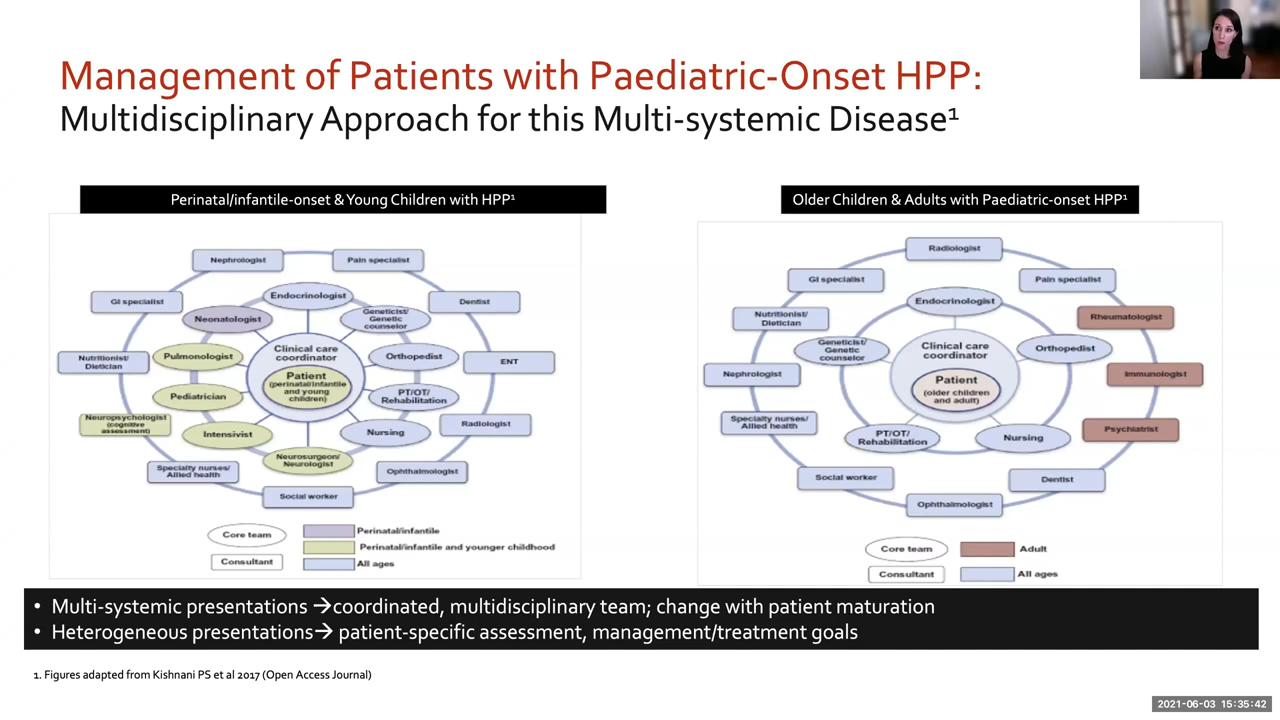 Management of Patients with Paediatric-Onset HPP:
Multidisciplinary Approach for this Multi-systemic Disease¹
Perinatal/infantile-onset & Young Children with HPP¹
Nephrologist
Pain specialist
GI specialist
Neonatologist
Endocrinologist
Geneticist/
Genetic
counselor
Dentist
Nutritionist/
Dietician
Pulmonologist
Clinical care
coordinator
Orthopedist
ENT
Patient
(perinatal/infantile
and young
children)
Pediatrician
PT/OT/
Rehabilitation
Neuropsychologist
(cognitive
assessment)
Intensivist
Nursing
Radiologist
Neurosurgeon/
Neurologist
Specialty nurses/
Allied health
Ophthalmologist
Social worker
Core team
Consultant
Perinatal/infantile
Perinatal/infantile and younger childhood
All ages
Older Children & Adults with Paediatric-onset HPP¹
Radiologist
GI specialist
Pain specialist
Nutritionist/
Dietician
Endocrinologist
Rheumatologist
Geneticist/
Genetic
counselor
Clinical care
coordinator
Orthopedist
Nephrologist
Patient
(older children
and adult)
Immunologist
Specialty nurses/
Allied health
PT/OT/
Rehabilitation
Nursing
Psychiatrist
Social worker
Dentist
Ophthalmologist
Core team
Consultant
Adult
All ages
• Multi-systemic presentations →coordinated, multidisciplinary team; change with patient maturation
• Heterogeneous presentations→ patient-specific assessment, management/treatment goals
1. Figures adapted from Kishnani PS et al 2017 (Open Access Journal)
2021-06-03 15:35:42